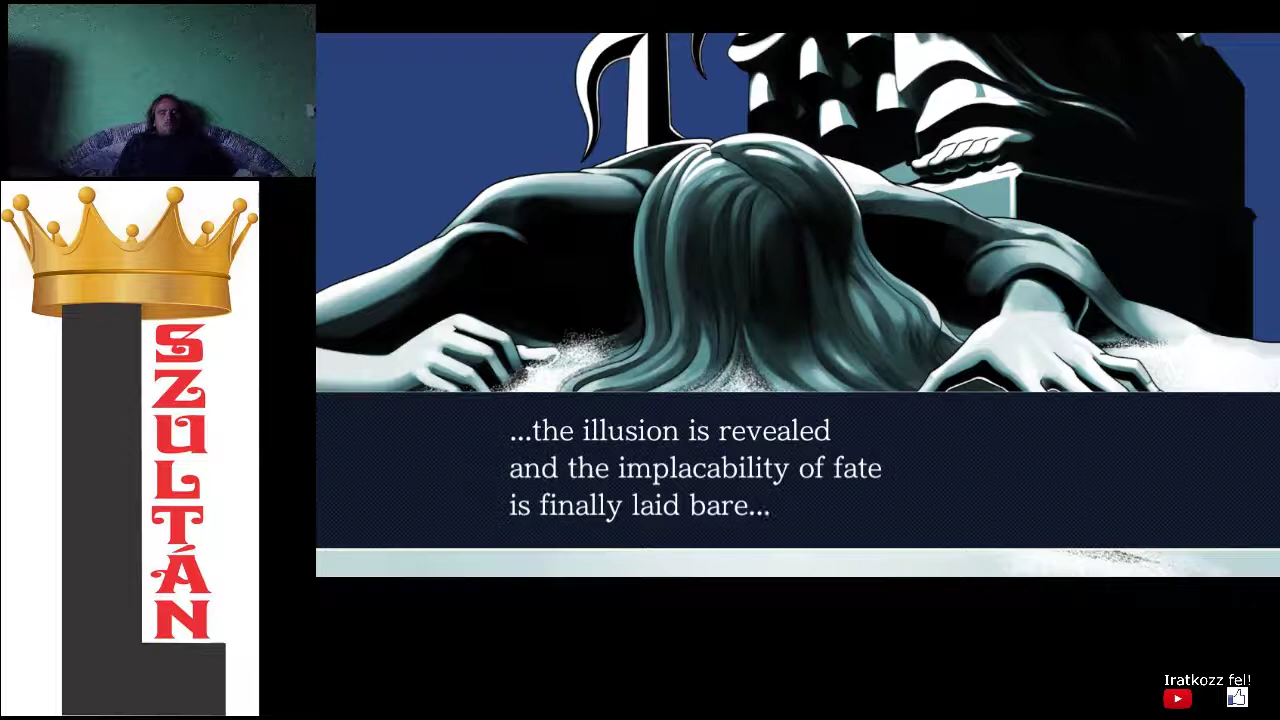 ...the illusion is revealed
and the implacability of fate
is finally laid bare...
L
SZULTÁN
Iratkozz fel!